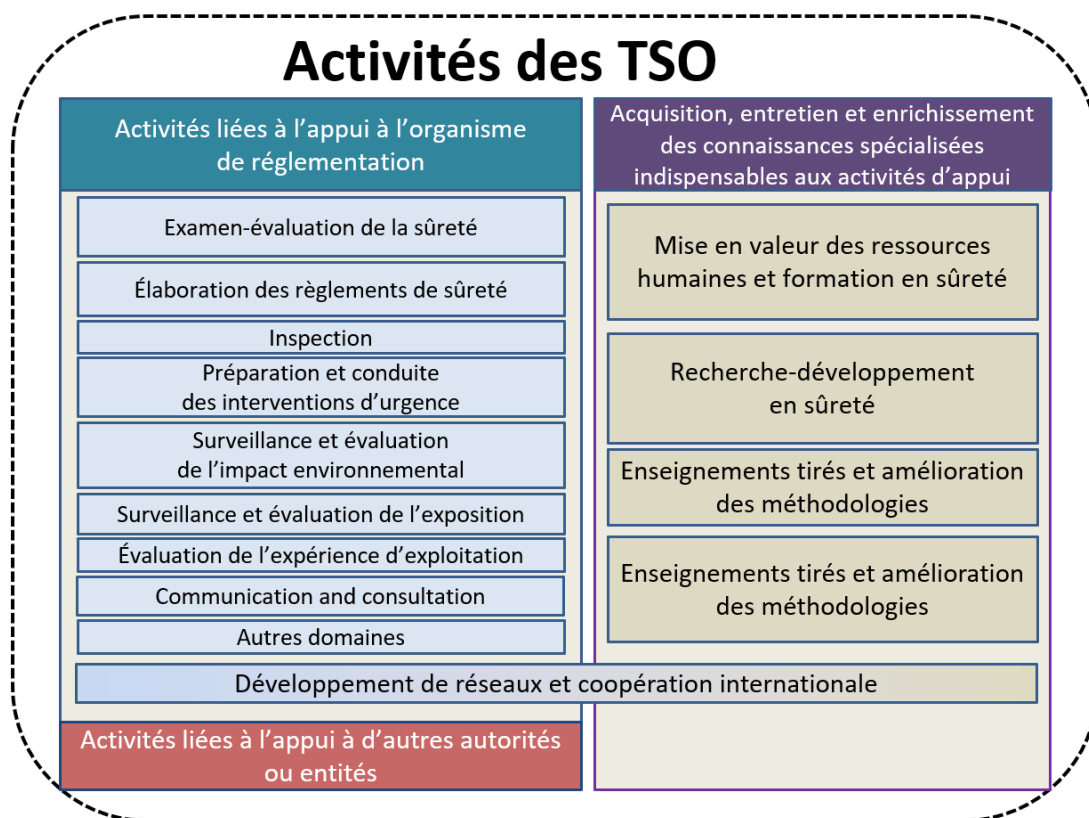 Activités des TSO
Activités liées à l'appui à l'organisme
de réglementation
Examen-évaluation de la sûreté
Élaboration des règlements de sûreté
Inspection
Préparation et conduite
des interventions d'urgence
Surveillance et évaluation
de l'impact environnemental
Surveillance et évaluation de l'exposition
Évaluation de l'expérience d'exploitation
Communication and consultation
Autres domaines
Acquisition, entretien et enrichissement
des connaissances spécialisées
indispensables aux activités d'appui
Mise en valeur des ressources
humaines et formation en sûreté
Recherche-développement
en sûreté
Enseignements tirés et amélioration
des méthodologies
Enseignements tirés et amélioration
des méthodologies
Développement de réseaux et coopération internationale
Activités liées à l'appui à d'autres autorités
ou entités